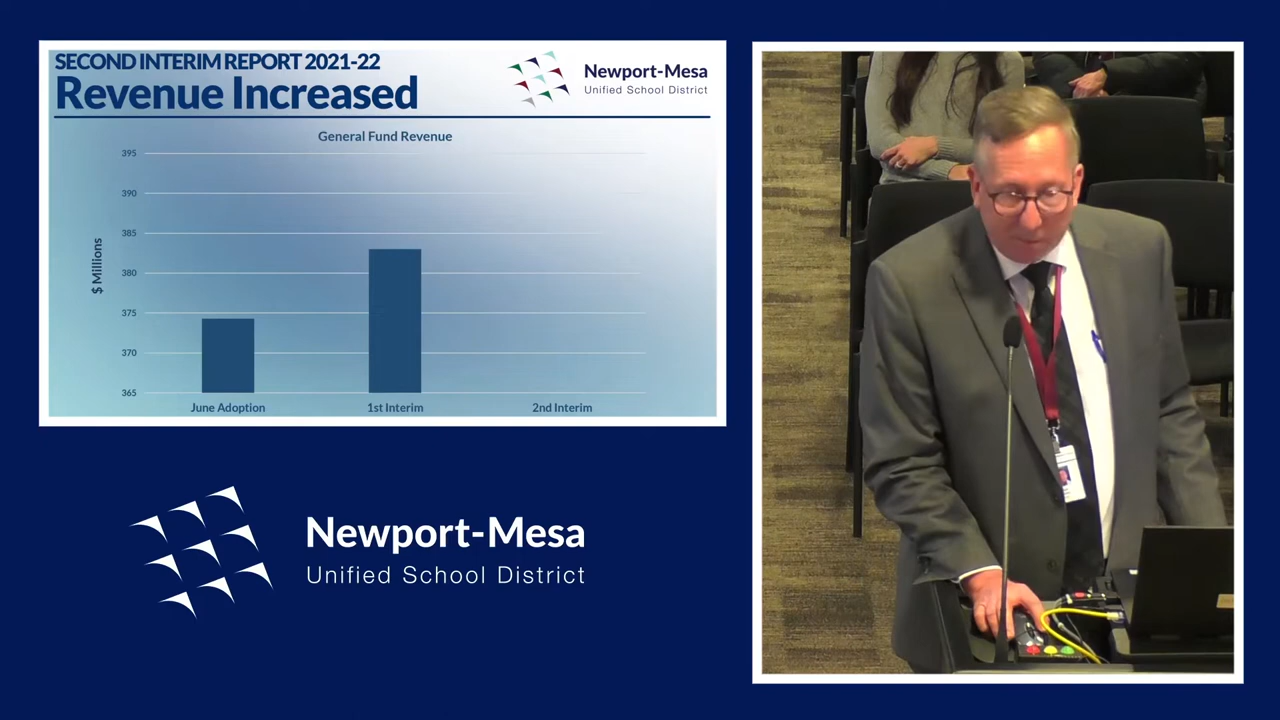 SECOND INTERIM REPORT 2021-22
Revenue Increased
Newport-Mesa
Unified School District
General Fund Revenue
395
390
385
380
375
370
365
$ Millions
June Adoption
1st Interim
2nd Interim
Newport-Mesa
Unified School District